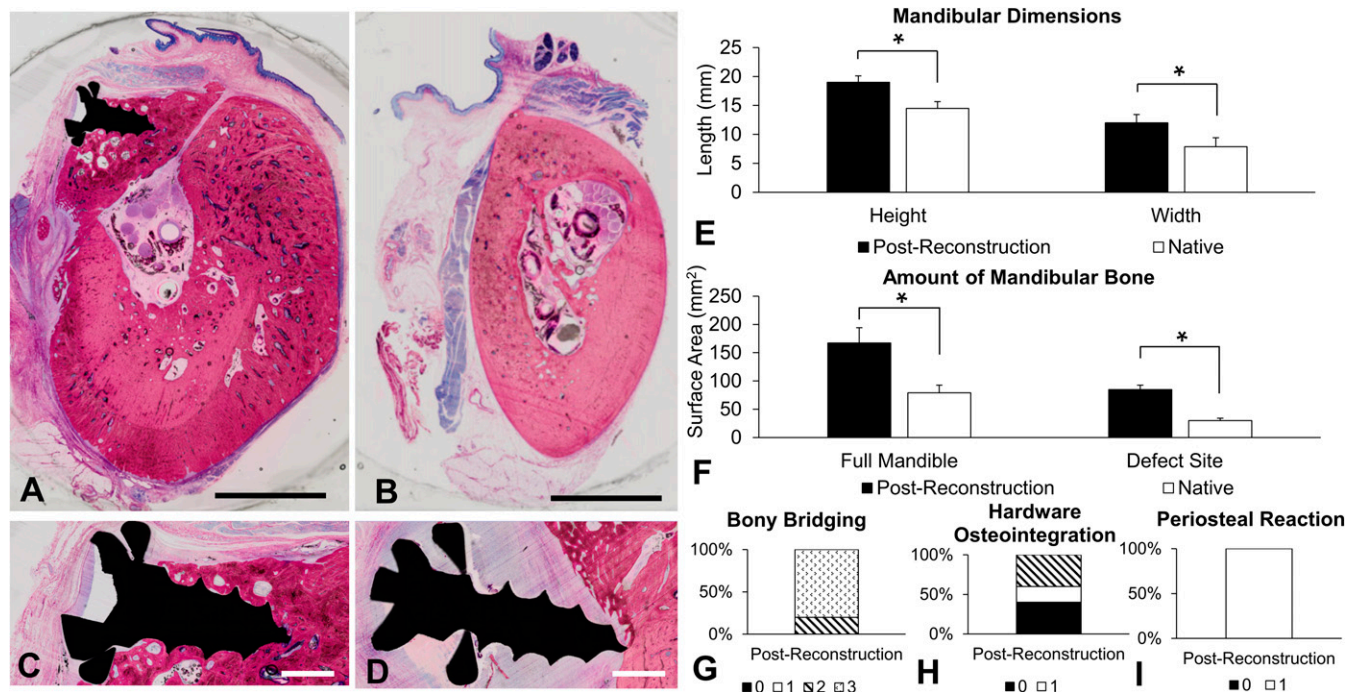 A
B
C
D
Mandibular Dimensions
Length (mm)
25
20
15
10
5
0
*
*
Height
Width
E
■Post-Reconstruction
□Native
Amount of Mandibular Bone
Surface Area (mm²)
250
200
150
100
50
0
*
*
Full Mandible
Defect Site
F
■Post-Reconstruction
□Native
Bony Bridging
100%
50%
0%
Post-Reconstruction
G
■0 □1 ▧2 ▨3
Hardware
Osteointegration
100%
50%
0%
Post-Reconstruction
H
■0 □1
Periosteal Reaction
100%
50%
0%
Post-Reconstruction
I
■0 □1